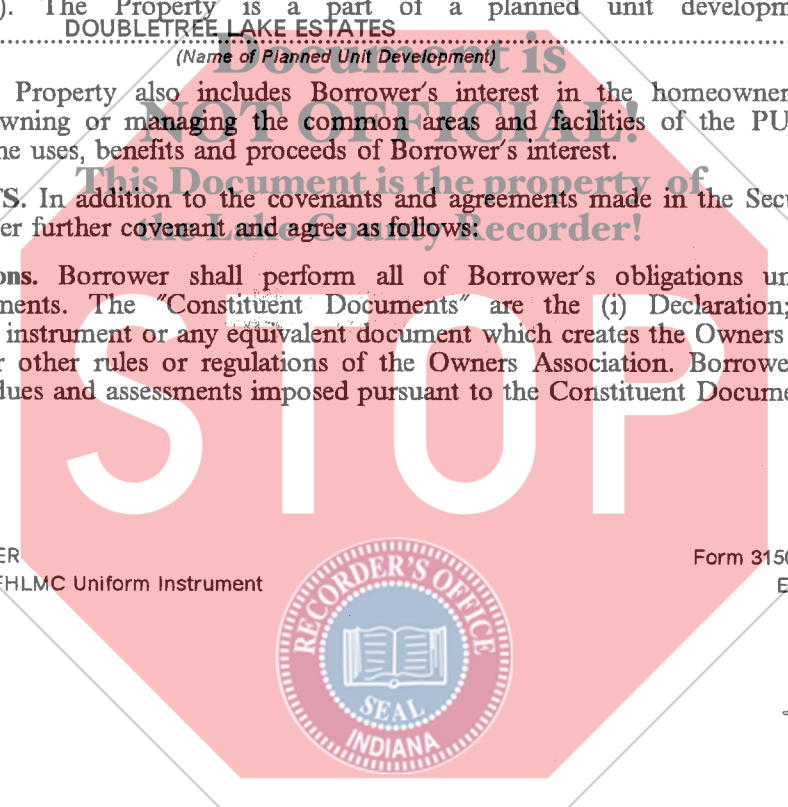 ). The Property is a part of a planned unit developm
DOUBLETREE LAKE ESTATES
(Name of Planned Unit Development)
Document is
Property also includes Borrower's interest in the homeowner
NOT OFFICIAL!
wning or managing the common areas and facilities of the PU
he uses, benefits and proceeds of Borrower's interest.
This Document is the property of
TS. In addition to the covenants and agreements made in the Secu
er further covenant and agree as follows:
the Lake County Recorder!
ons. Borrower shall perform all of Borrower's obligations un
ments. The "Constituent Documents" are the (i) Declaration;
instrument or any equivalent document which creates the Owners
r other rules or regulations of the Owners Association. Borrowe
dues and assessments imposed pursuant to the Constituent Docume
STOP
ER
Form 3150
FHLMC Uniform Instrument
E
RECORDER'S OFFICE
SEAL
INDIANA